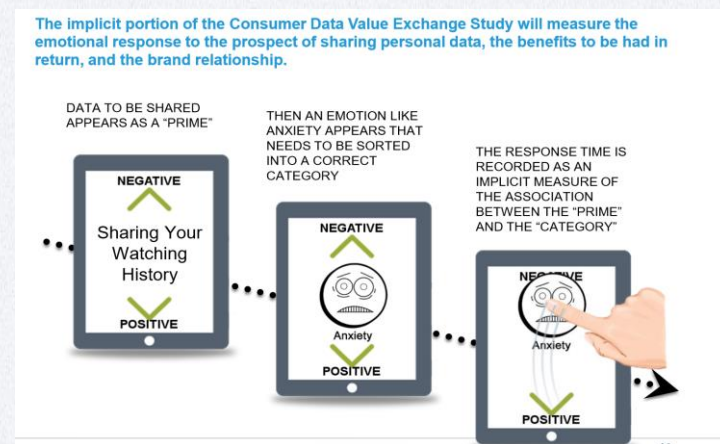 The implicit portion of the Consumer Data Value Exchange Study will measure the
emotional response to the prospect of sharing personal data, the benefits to be had in
return, and the brand relationship.
DATA TO BE SHARED
APPEARS AS A “PRIME”
NEGATIVE
Sharing Your
Watching
History
POSITIVE
THEN AN EMOTION LIKE
ANXIETY APPEARS THAT
NEEDS TO BE SORTED
INTO A CORRECT
CATEGORY
NEGATIVE
Anxiety
POSITIVE
THE RESPONSE TIME IS
RECORDED AS AN
IMPLICIT MEASURE OF
THE ASSOCIATION
BETWEEN THE “PRIME”
AND THE “CATEGORY”
NEGATIVE
Anxiety
POSITIVE